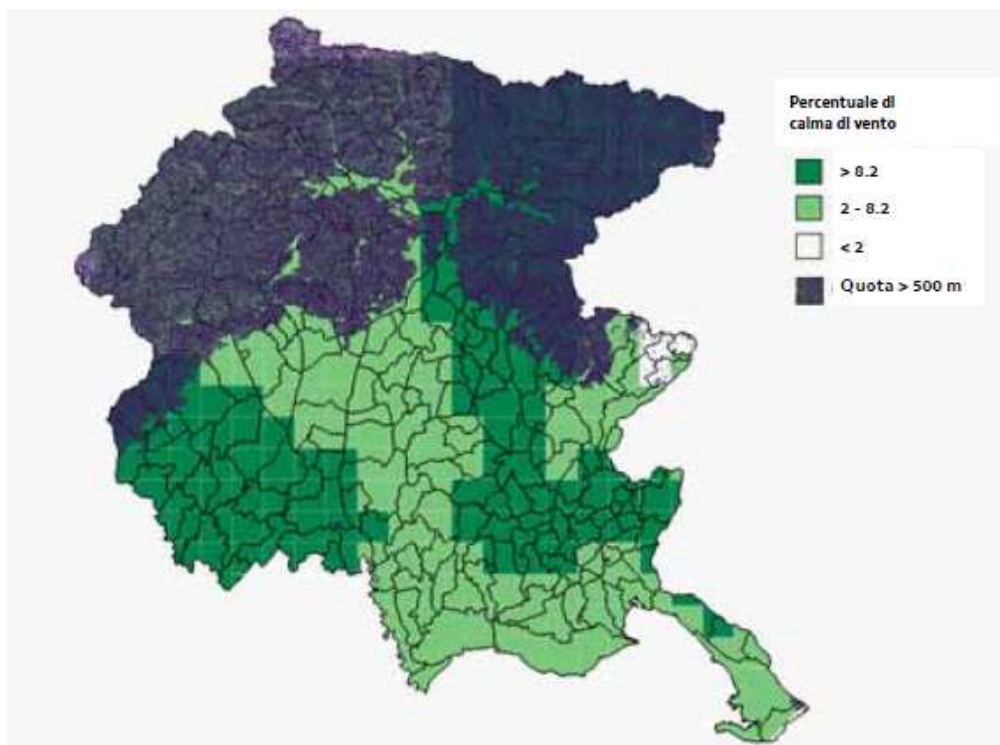 Percentuale di
calma di vento
> 8.2
2 - 8.2
< 2
Quota > 500 m